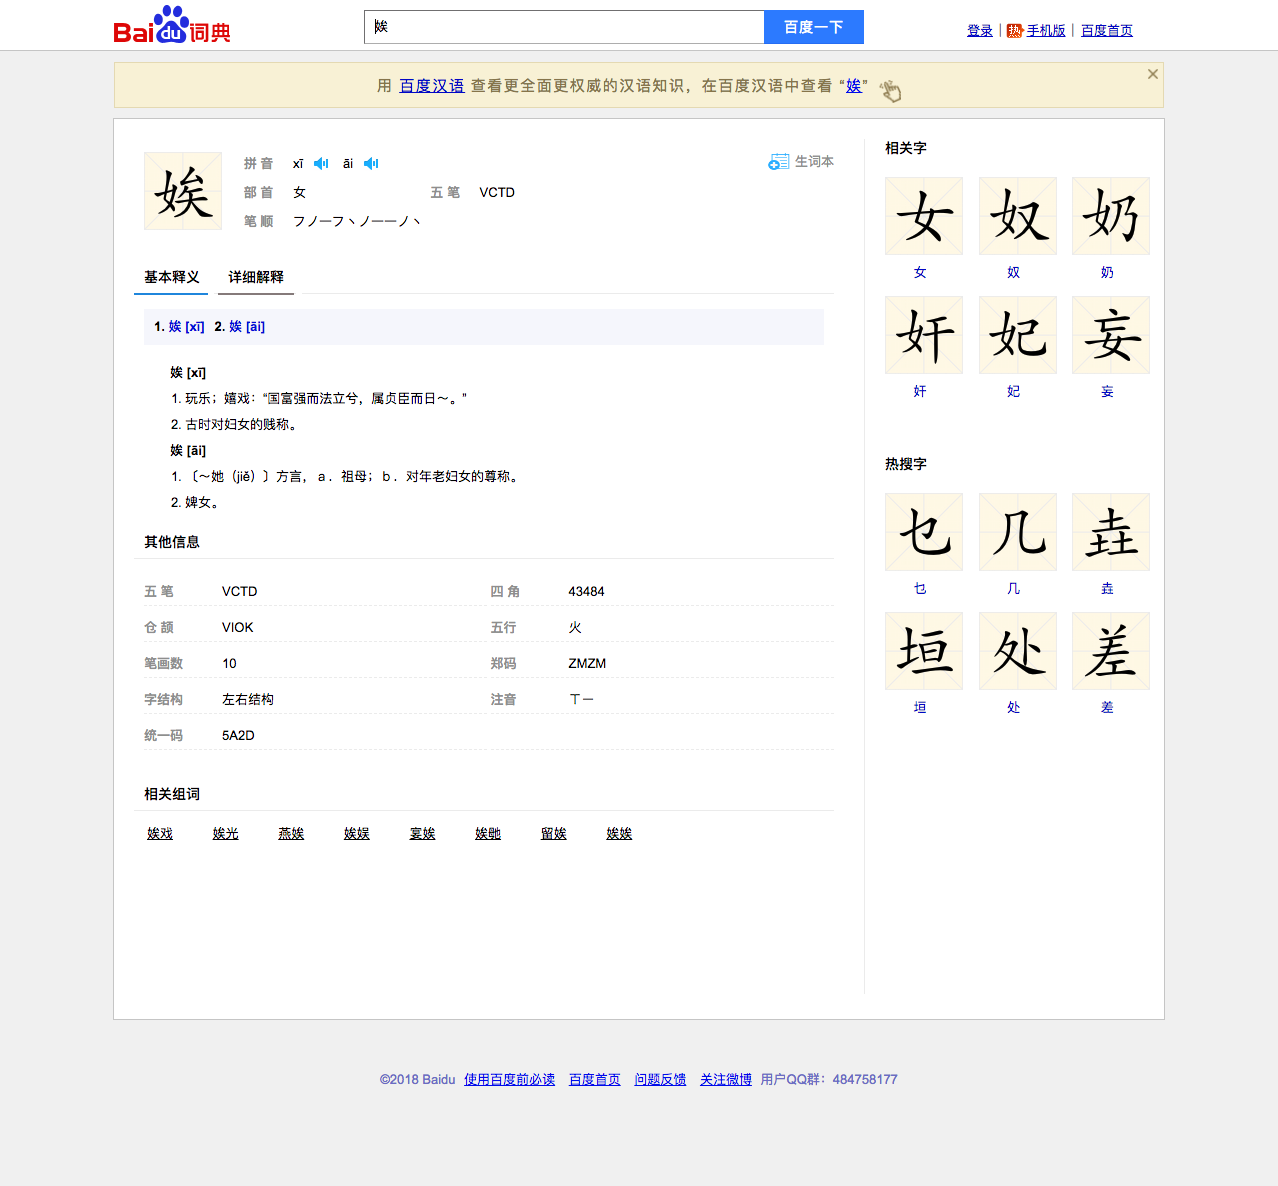 Baidu词典
娭
百度一下
登录 | 热 手机版 | 百度首页
用 百度汉语 查看更全面更权威的汉语知识，在百度汉语中查看 “娭”
娭
拼 音 xī āi
生词本
部 首 女 五 笔 VCTD
笔 顺 フノ一フ丶ノ一一ノ丶
基本释义 详细解释
1. 娭 [xī] 2. 娭 [āi]
娭 [xī]
1. 玩乐；嬉戏：“国富强而法立兮，属贞臣而日～。”
2. 古时对妇女的贱称。
娭 [āi]
1. 〔～她（jiě）〕方言，ａ．祖母；ｂ．对年老妇女的尊称。
2. 婢女。
其他信息
五 笔 VCTD 四 角 43484
仓 颉 VIOK 五行 火
笔画数 10 郑码 ZMZM
字结构 左右结构 注音 ㄒㄧ
统一码 5A2D
相关组词
娭戏 娭光 燕娭 娭娱 宴娭 娭虵 留娭 娭娭
相关字
女 奴 奶
女 奴 奶
奸 妃 妄
奸 妃 妄
热搜字
乜 几 垚
乜 几 垚
垣 处 差
垣 处 差
©2018 Baidu 使用百度前必读 百度首页 问题反馈 关注微博 用户QQ群：484758177